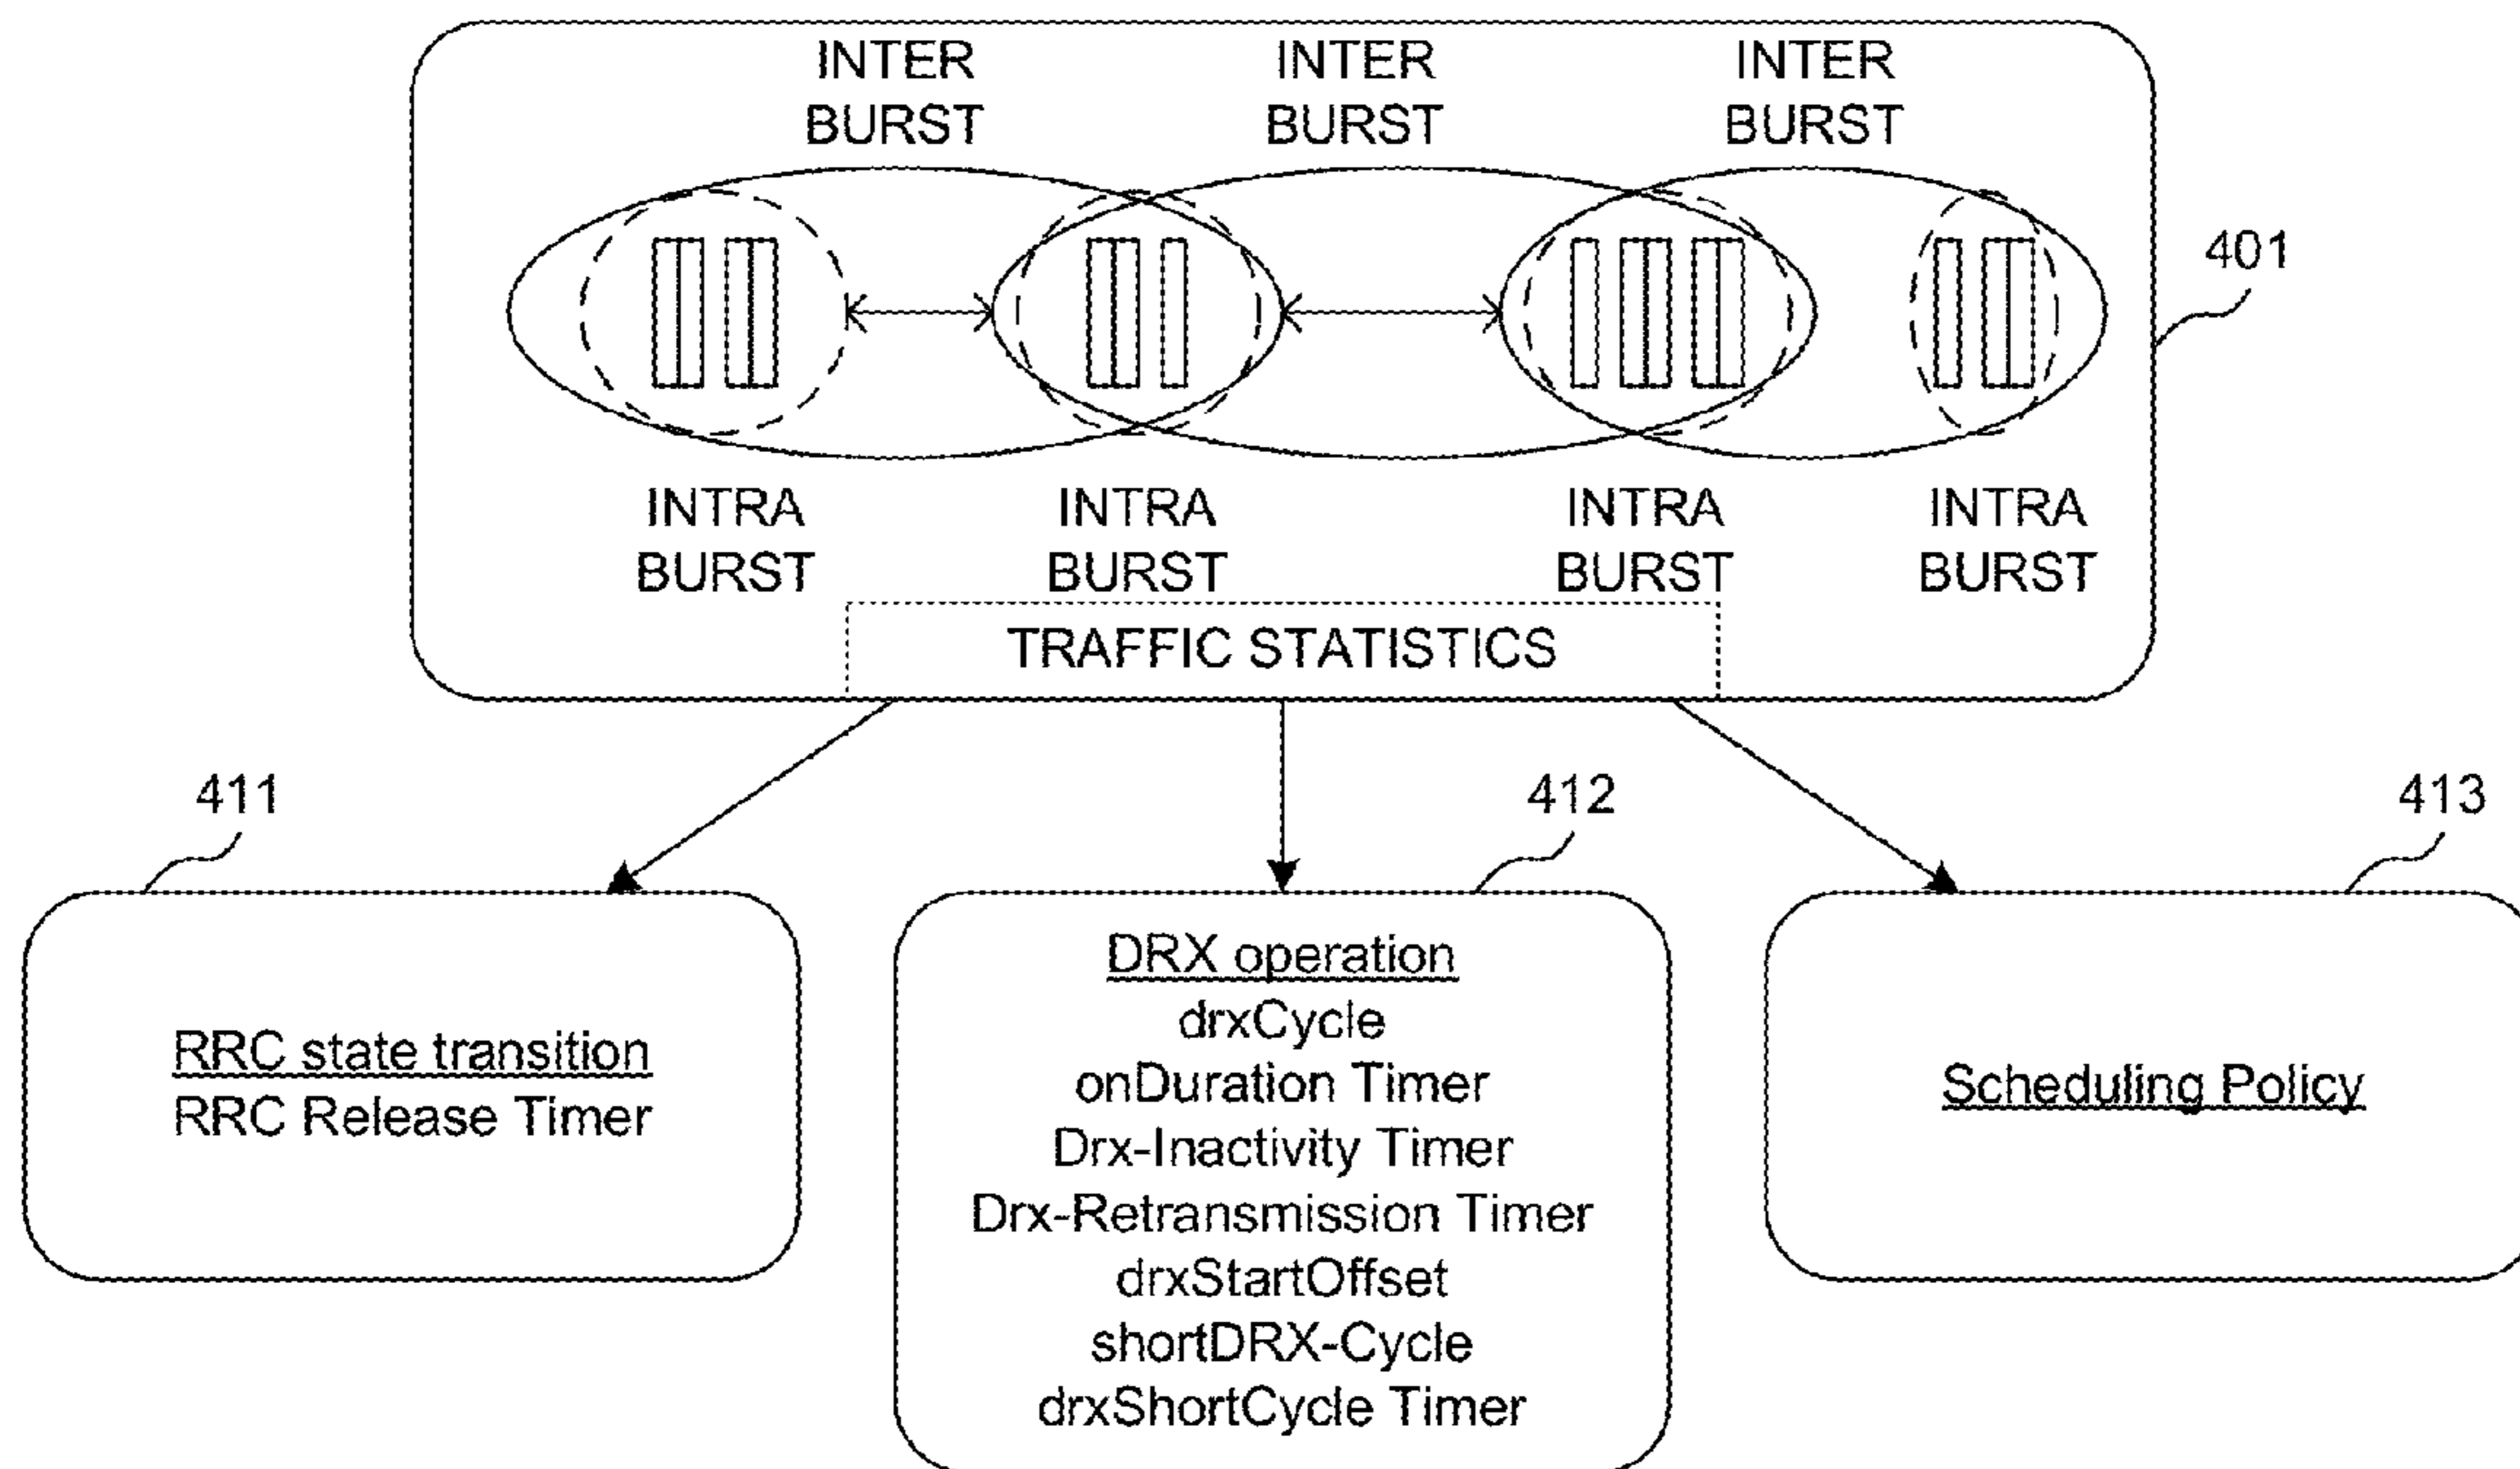 INTER BURST
INTER BURST
INTER BURST
401
INTRA BURST
INTRA BURST
INTRA BURST
INTRA BURST
TRAFFIC STATISTICS
411
412
413
RRC state transition
RRC Release Timer
DRX operation
drxCycle
onDuration Timer
Drx-Inactivity Timer
Drx-Retransmission Timer
drxStartOffset
shortDRX-Cycle
drxShortCycle Timer
Scheduling Policy